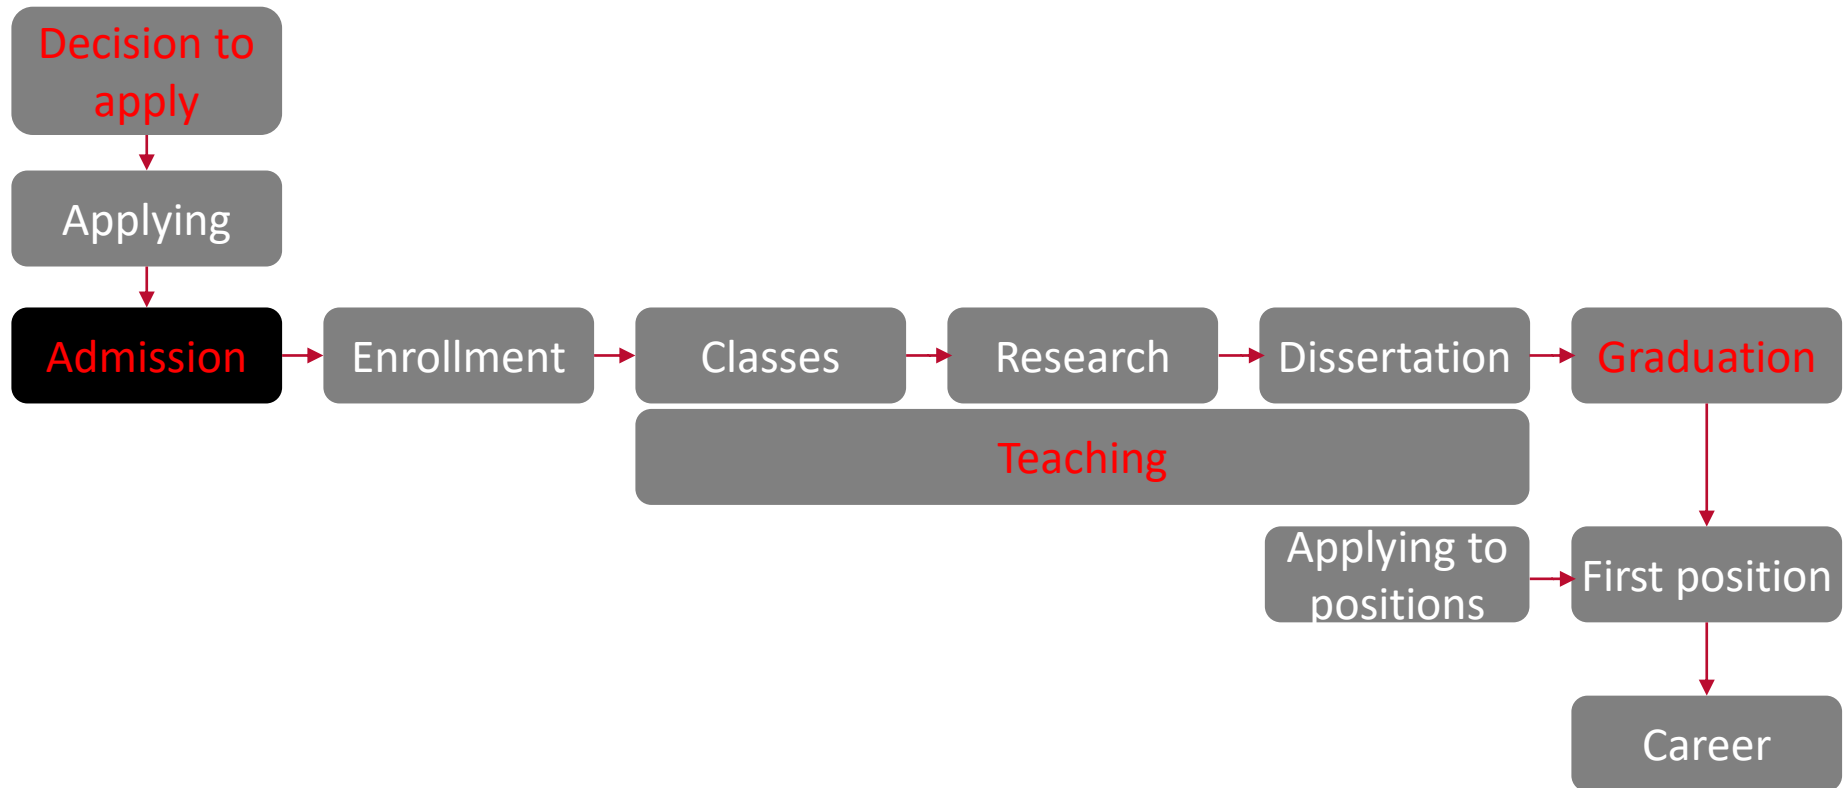 Decision to
apply
Applying
Admission
Enrollment
Classes
Research
Dissertation
Graduation
Teaching
Applying to
positions
First position
Career